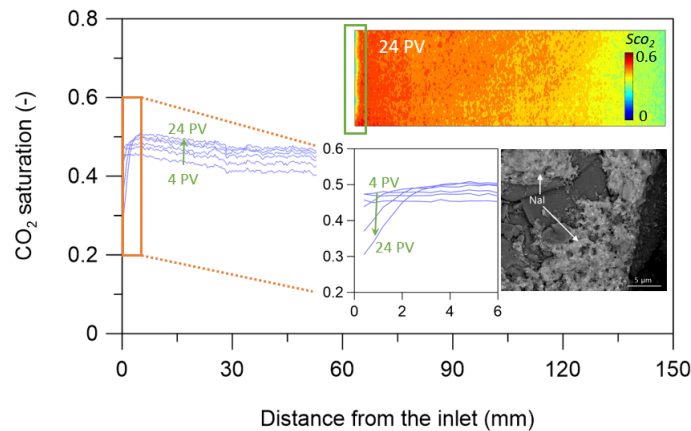 0.8
0.6
0.4
0.2
0
CO2 saturation (-)
24 PV
4 PV
24 PV
Sco2
0.6
0
0.6
0.5
0.4
0.3
0.2
4 PV
24 PV
0 2 4 6
NaI
5 µm
0 30 60 90 120 150
Distance from the inlet (mm)